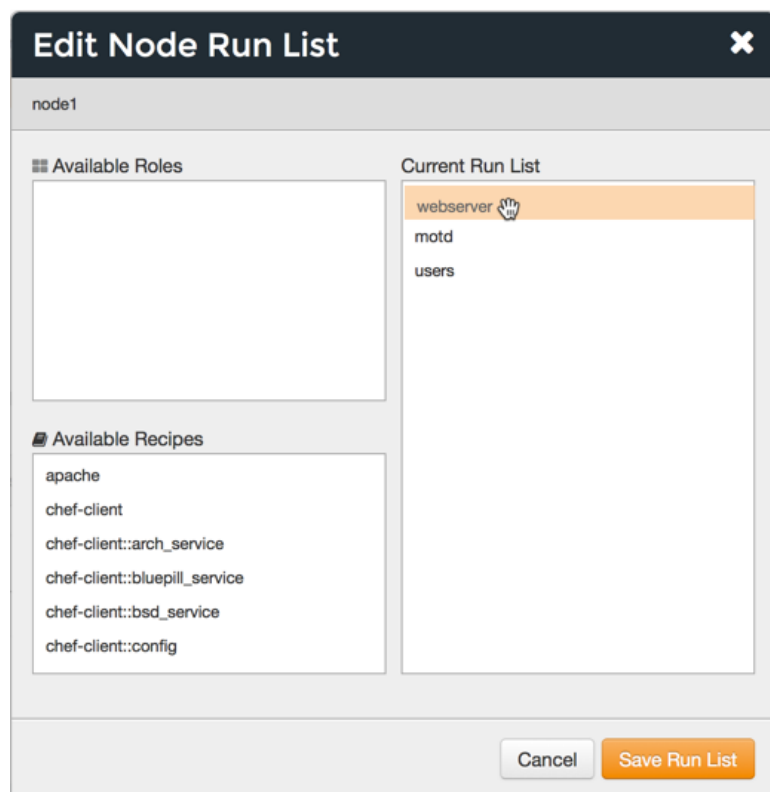 Edit Node Run List
node1
Available Roles
Current Run List
webserver
motd
users
Available Recipes
apache
chef-client
chef-client::arch_service
chef-client::bluepill_service
chef-client::bsd_service
chef-client::config
Cancel
Save Run List